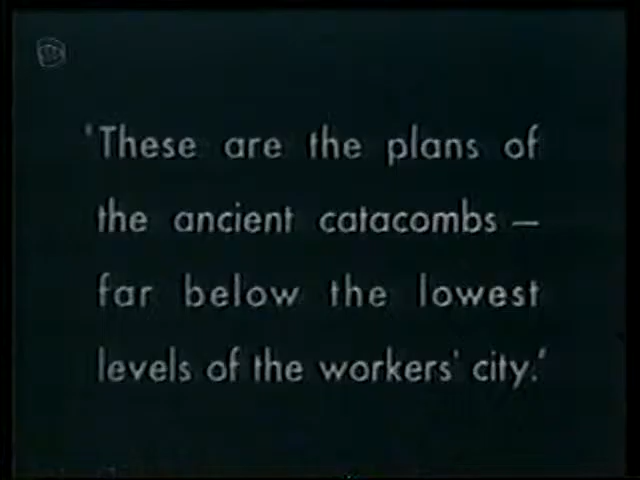 'These are the plans of
the ancient catacombs —
far below the lowest
levels of the workers' city.'